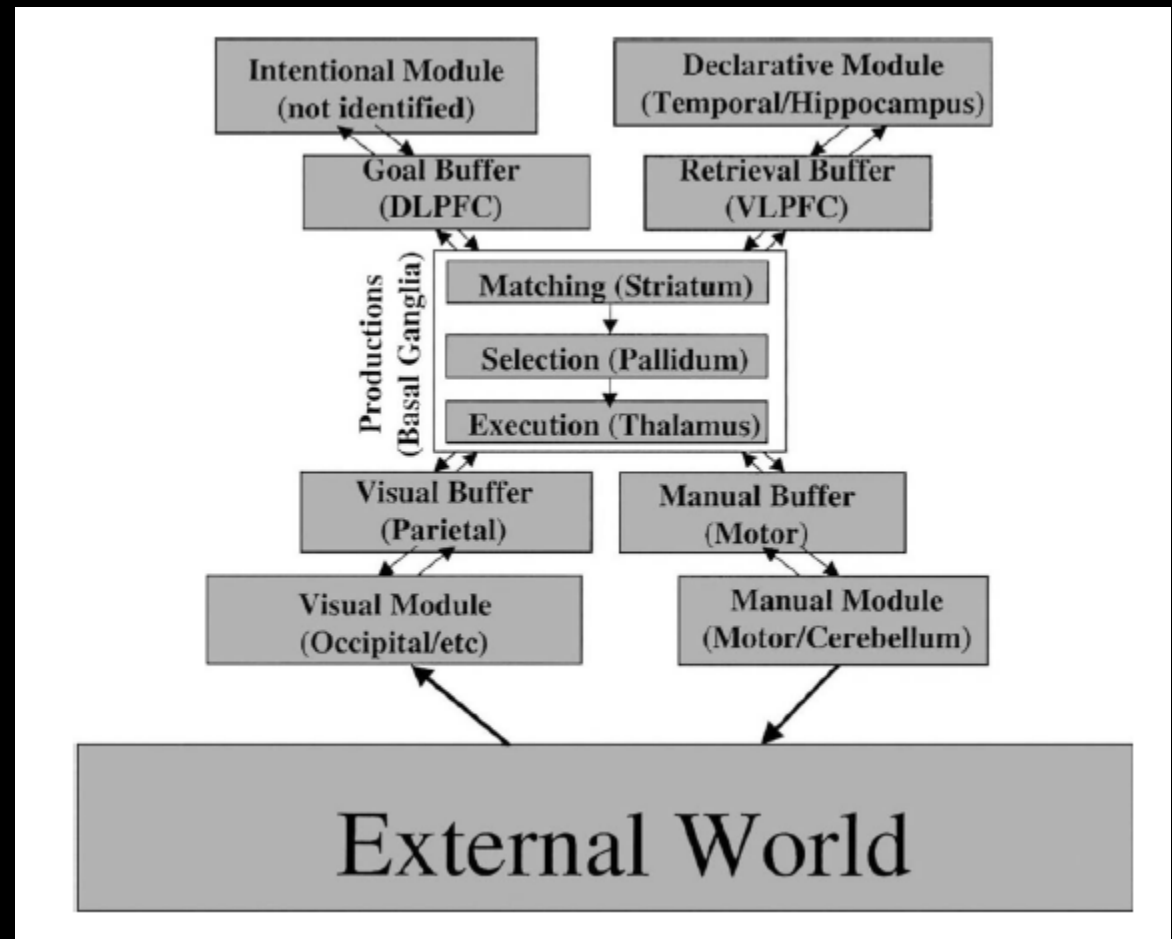 Intentional Module
(not identified)
Declarative Module
(Temporal/Hippocampus)
Goal Buffer
(DLPFC)
Retrieval Buffer
(VLPFC)
Productions
(Basal Ganglia)
Matching (Striatum)
Selection (Pallidum)
Execution (Thalamus)
Visual Buffer
(Parietal)
Manual Buffer
(Motor)
Visual Module
(Occipital/etc)
Manual Module
(Motor/Cerebellum)
External World